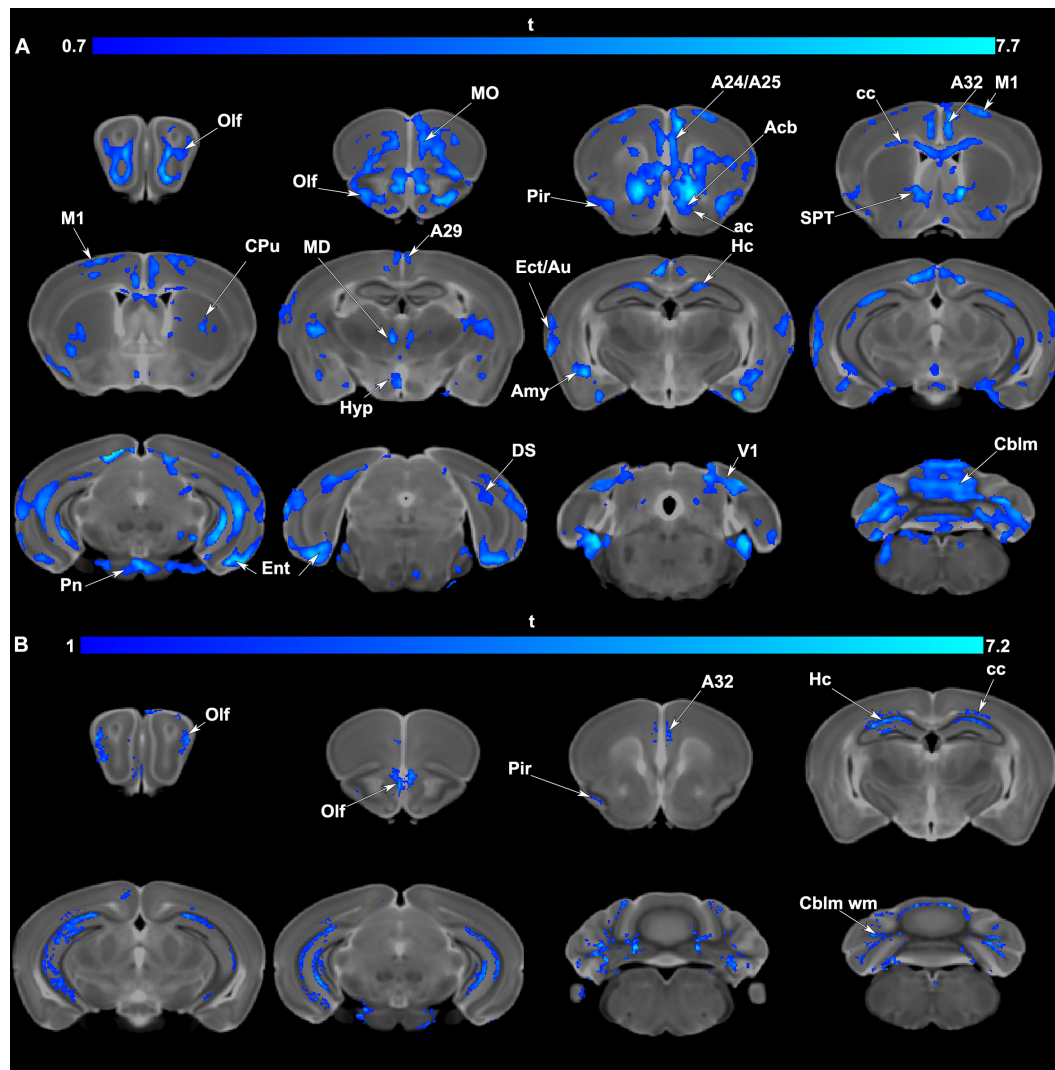 t
A 0.7 7.7
Olf
MO
A24/A25
cc
A32
M1
Acb
Olf
Pir
ac
SPT
M1
CPu
MD
A29
Ect/Au
Hc
Hyp
Amy
DS
V1
Cblm
Pn
Ent
t
B 1 7.2
Olf
A32
Hc
cc
Olf
Pir
Cblm wm